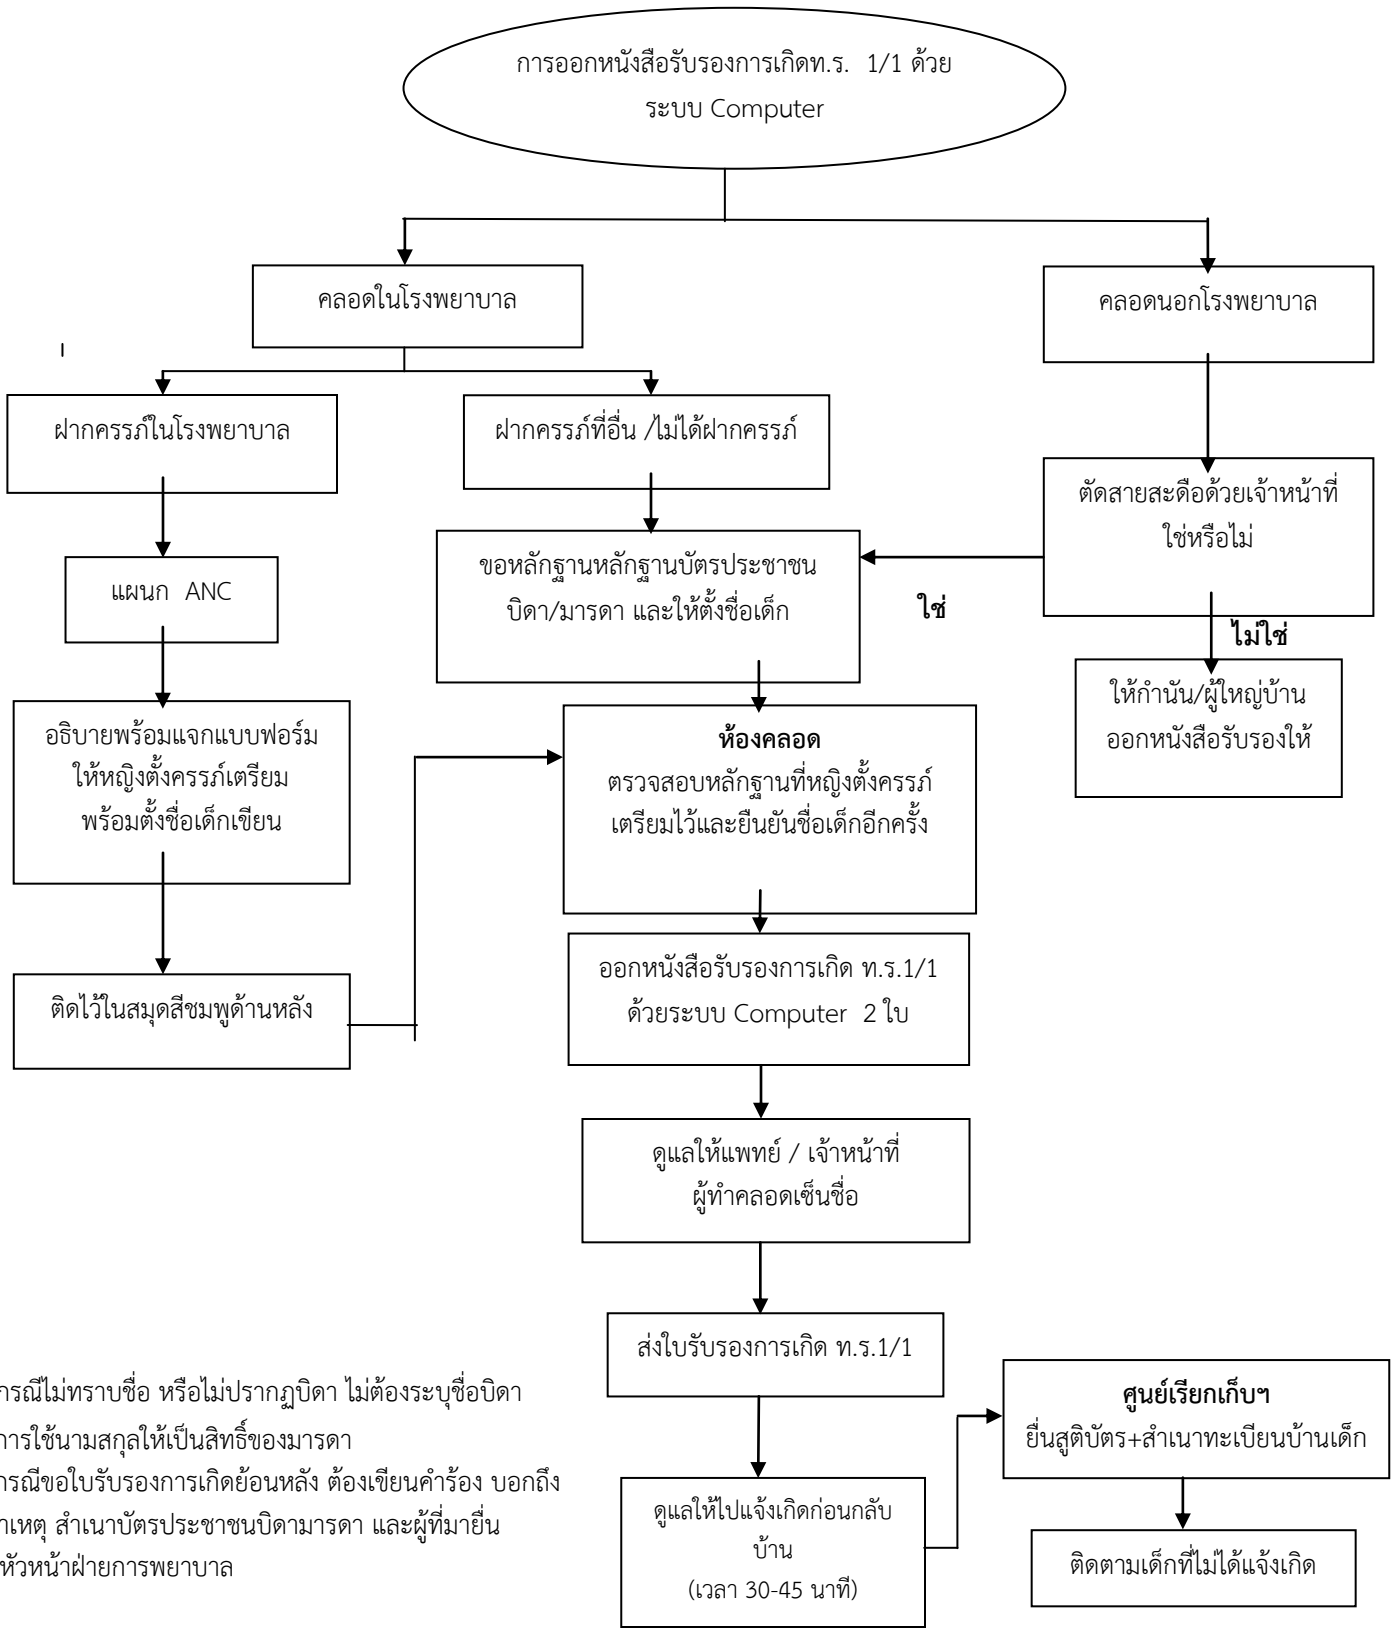 การออกหนังสือรับรองการเกิดท.ร.  1/1 ด้วย
ระบบ Computer
คลอดในโรงพยาบาล
คลอดนอกโรงพยาบาล
ฝากครรภ์ในโรงพยาบาล
ฝากครรภ์ที่อื่น /ไม่ได้ฝากครรภ์
ตัดสายสะดือด้วยเจ้าหน้าที่
ใช่หรือไม่
แผนก  ANC
ขอหลักฐานหลักฐานบัตรประชาชน
บิดา/มารดา และให้ตั้งชื่อเด็ก
ใช่
ไม่ใช่
ให้กำนัน/ผู้ใหญ่บ้าน
ออกหนังสือรับรองให้
อธิบายพร้อมแจกแบบฟอร์ม
ให้หญิงตั้งครรภ์เตรียม
พร้อมตั้งชื่อเด็กเขียน
ห้องคลอด
ตรวจสอบหลักฐานที่หญิงตั้งครรภ์
เตรียมไว้และยืนยันชื่อเด็กอีกครั้ง
ติดไว้ในสมุดสีชมพูด้านหลัง
ออกหนังสือรับรองการเกิด ท.ร.1/1
ด้วยระบบ Computer  2 ใบ
ดูแลให้แพทย์ / เจ้าหน้าที่
ผู้ทำคลอดเซ็นชื่อ
ส่งใบรับรองการเกิด ท.ร.1/1
กรณีไม่ทราบชื่อ หรือไม่ปรากฏบิดา ไม่ต้องระบุชื่อบิดา
การใช้นามสกุลให้เป็นสิทธิ์ของมารดา
กรณีขอใบรับรองการเกิดย้อนหลัง ต้องเขียนคำร้อง บอกถึง
าเหตุ สำเนาบัตรประชาชนบิดามารดา และผู้ที่มายื่น
หัวหน้าฝ่ายการพยาบาล
ดูแลให้ไปแจ้งเกิดก่อนกลับ
บ้าน
(เวลา 30-45 นาที)
ศูนย์เรียกเก็บฯ
ยื่นสูติบัตร+สำเนาทะเบียนบ้านเด็ก
ติดตามเด็กที่ไม่ได้แจ้งเกิด